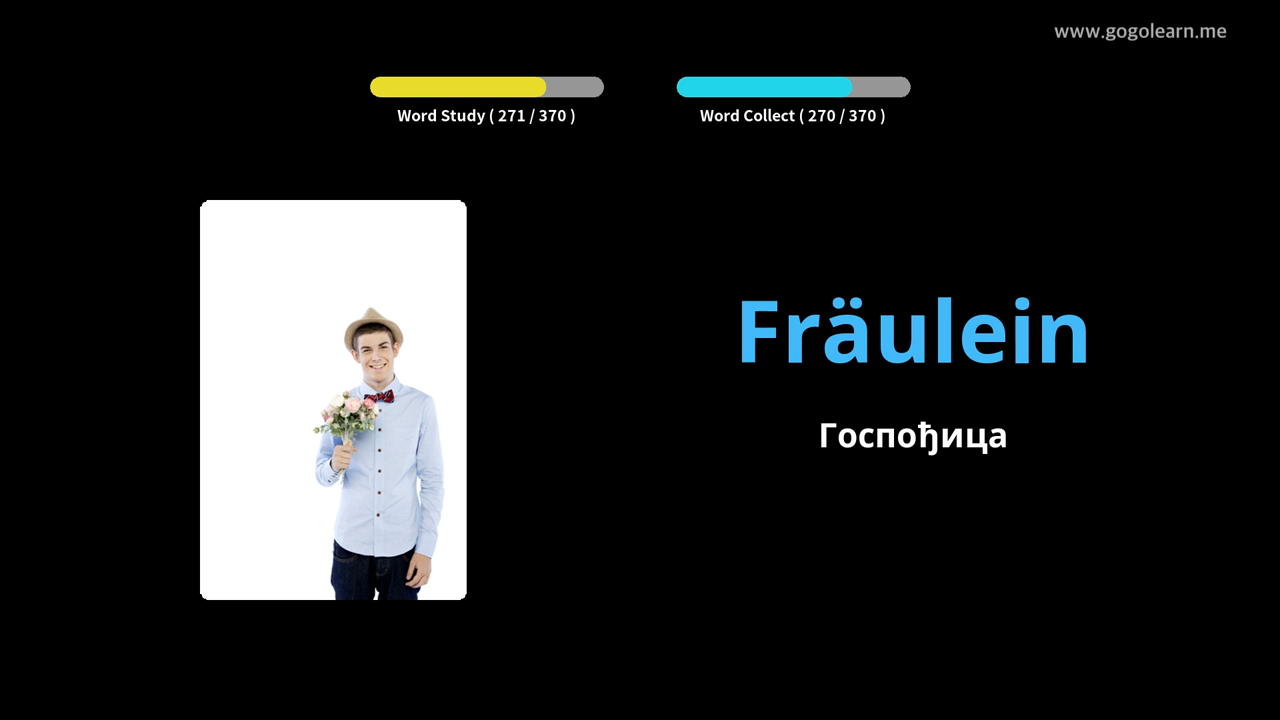 www.gogolearn.me
Word Study ( 271 / 370 )
Word Collect ( 270 / 370 )
Fräulein
Госпођица